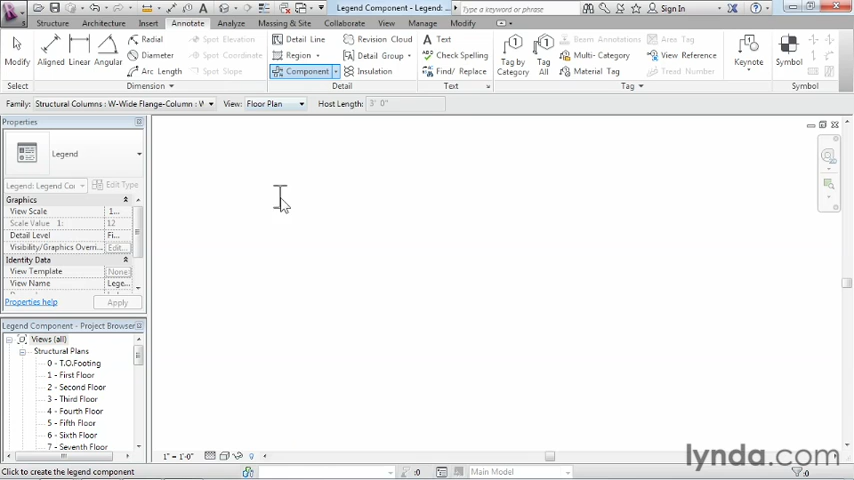 Legend Component - Legend: ...
Type a keyword or phrase
Sign In
Structure Architecture Insert Annotate Analyze Massing & Site Collaborate View Manage Modify
Modify
Aligned Linear Angular
Radial
Diameter
Arc Length
Spot Elevation
Spot Coordinate
Spot Slope
Detail Line
Region
Component
Revision Cloud
Detail Group
Insulation
Text
Check Spelling
Find/ Replace
Tag by Category
Tag All
Beam Annotations
Multi- Category
Material Tag
Area Tag
View Reference
Tread Number
Keynote
Symbol
Select Dimension Detail Text Tag Symbol
Family: Structural Columns : W-Wide Flange-Column : W View: Floor Plan Host Length: 3' 0"
Properties
Legend
Legend: Legend Co Edit Type
Graphics
View Scale 1...
Scale Value 1: 12
Detail Level Fi...
Visibility/Graphics Overri... Edit...
Identity Data
View Template None
View Name Lege...
Properties help Apply
Legend Component - Project Browser
Views (all)
Structural Plans
0 - T.O.Footing
1 - First Floor
2 - Second Floor
3 - Third Floor
4 - Fourth Floor
5 - Fifth Floor
6 - Sixth Floor
7 - Seventh Floor
1" = 1'-0"
Click to create the legend component
:0
Main Model
:0
lynda.com